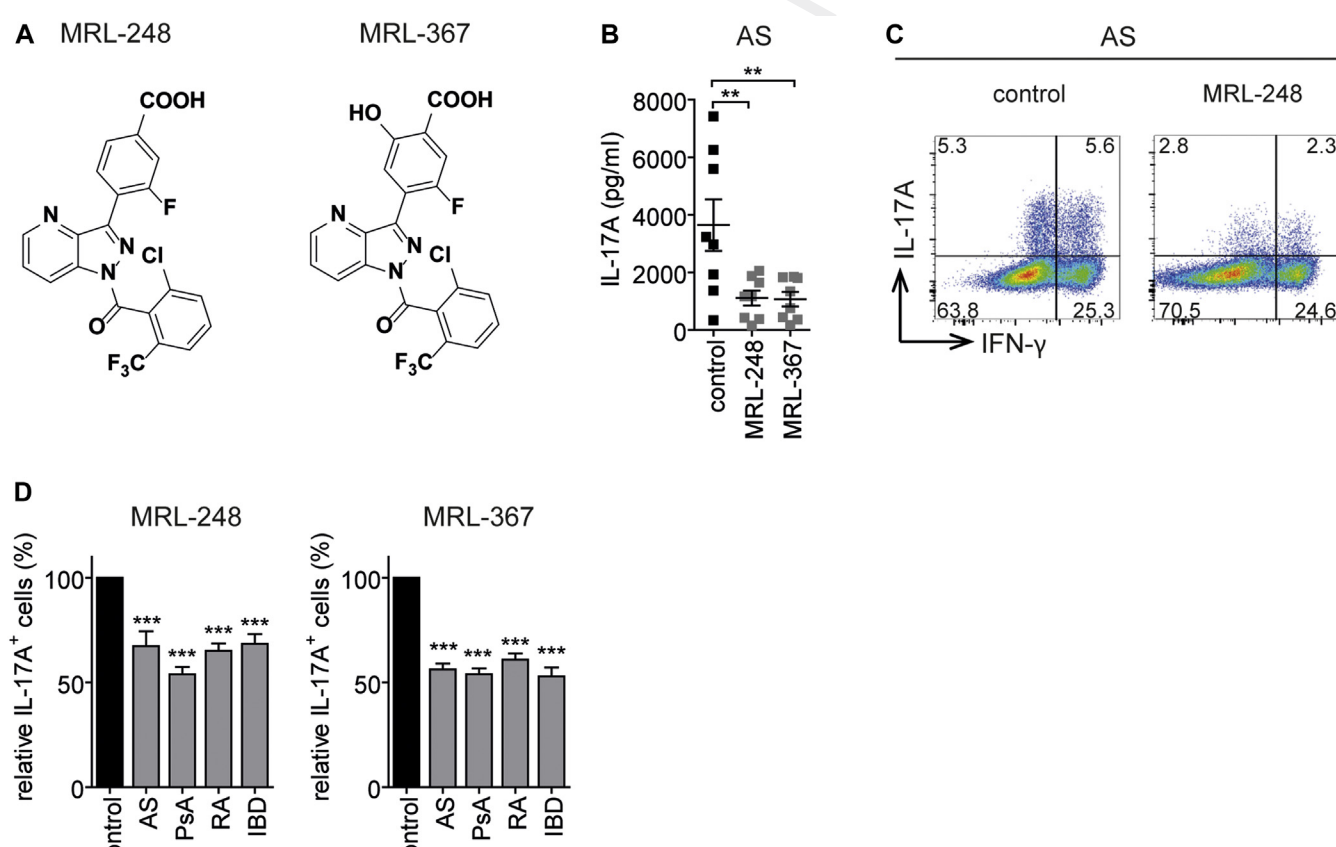 A MRL-248 MRL-367
COOH
F
N
N
N
Cl
O
F3C
HO COOH
F
N
N
N
Cl
O
F3C
B AS
** 
**
IL-17A (pg/ml)
8000
6000
4000
2000
0
control
MRL-248
MRL-367
C AS
control MRL-248
5.3 5.6
63.8 25.3
2.8 2.3
70.5 24.6
IL-17A
IFN-γ
D
MRL-248
relative IL-17A+ cells (%)
100
50
0
*** *** *** ***
ontrol AS PsA RA IBD
MRL-367
relative IL-17A+ cells (%)
100
50
0
*** *** *** ***
ontrol AS PsA RA IBD